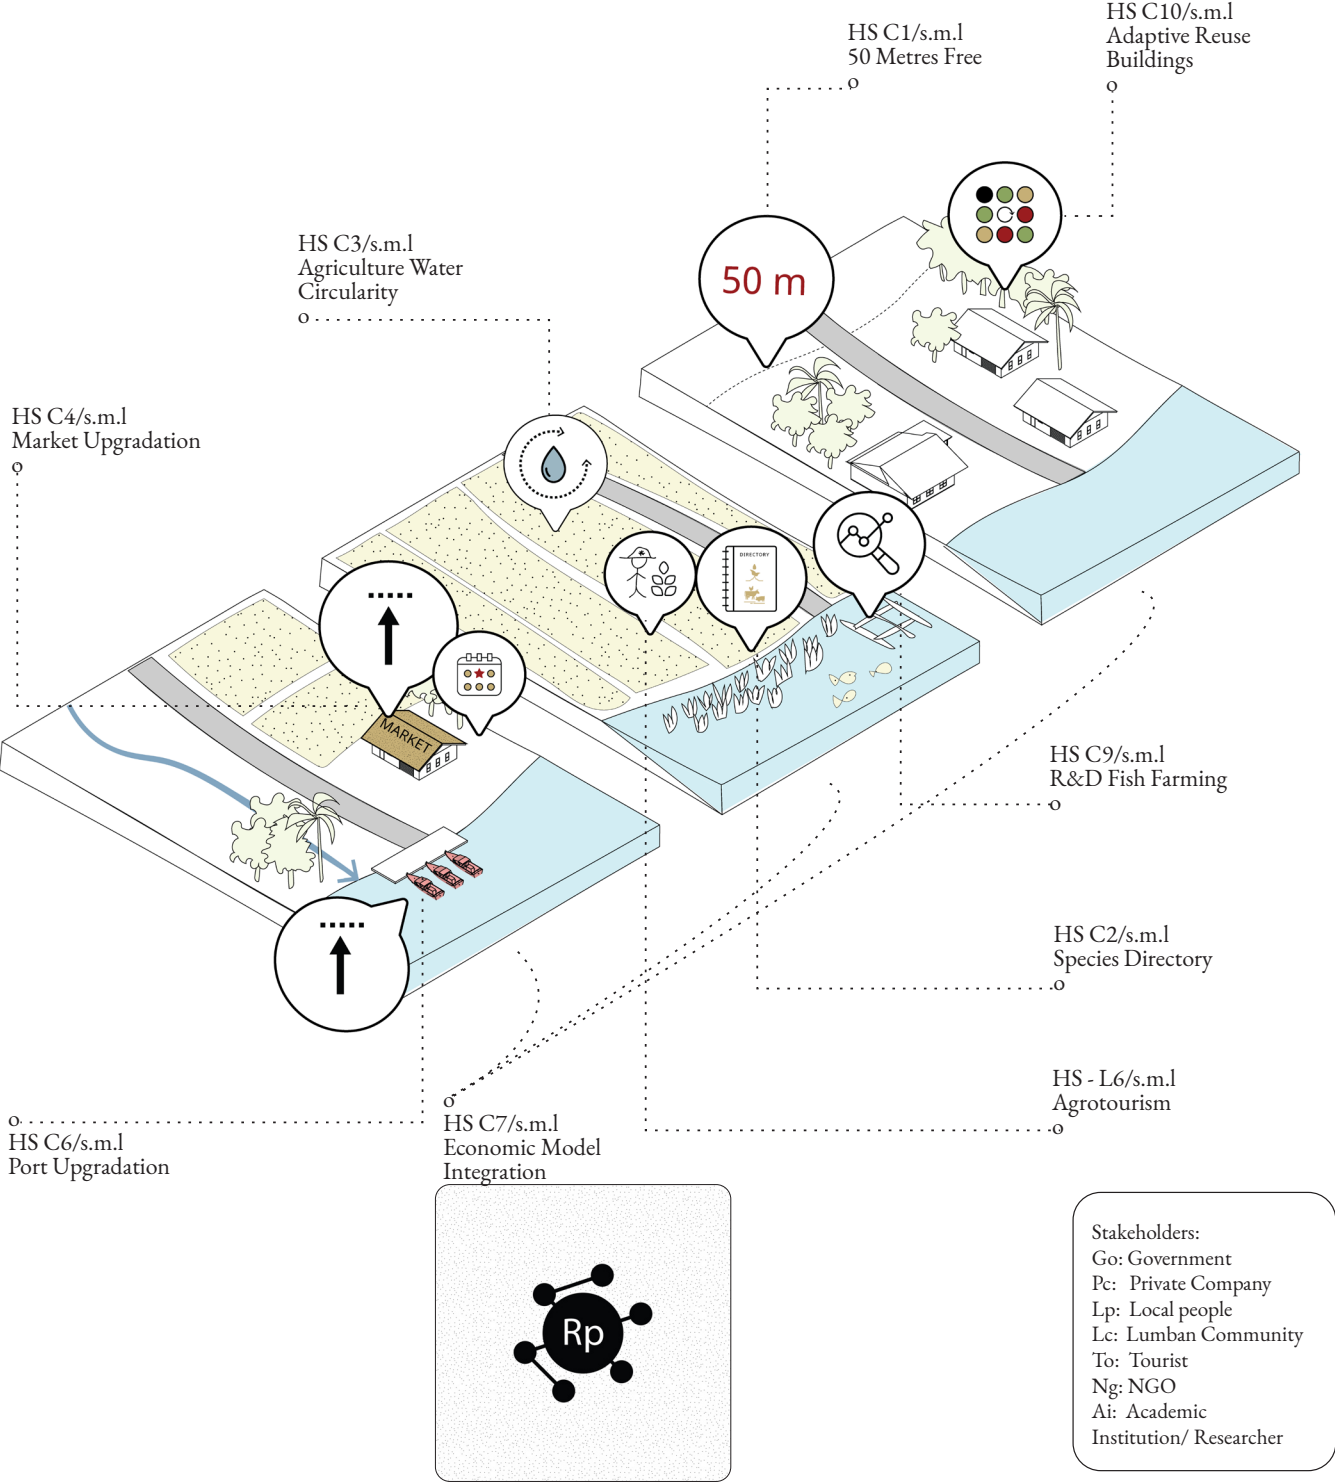 HS C10/s.m.l
Adaptive Reuse
Buildings
HS C1/s.m.l
50 Metres Free
50 m
HS C3/s.m.l
Agriculture Water
Circularity
HS C4/s.m.l
Market Upgradation
DIRECTORY
MARKET
HS C9/s.m.l
R&D Fish Farming
HS C2/s.m.l
Species Directory
HS - L6/s.m.l
Agrotourism
HS C6/s.m.l
Port Upgradation
HS C7/s.m.l
Economic Model
Integration
Rp
Stakeholders:
Go: Government
Pc: Private Company
Lp: Local people
Lc: Lumban Community
To: Tourist
Ng: NGO
Ai: Academic
Institution/ Researcher